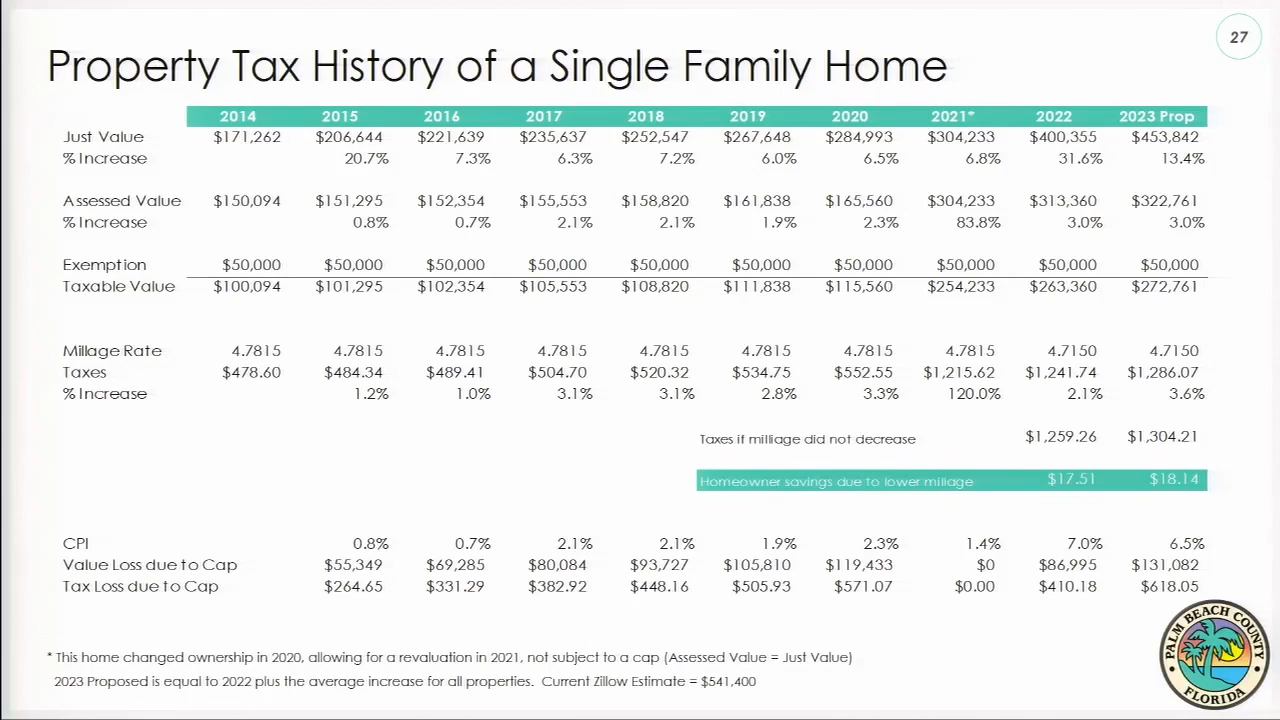 27
Property Tax History of a Single Family Home
2014 2015 2016 2017 2018 2019 2020 2021* 2022 2023 Prop
Just Value $171,262 $206,644 $221,639 $235,637 $252,547 $267,648 $284,993 $304,233 $400,355 $453,842
% Increase 20.7% 7.3% 6.3% 7.2% 6.0% 6.5% 6.8% 31.6% 13.4%
Assessed Value $150,094 $151,295 $152,354 $155,553 $158,820 $161,838 $165,560 $304,233 $313,360 $322,761
% Increase 0.8% 0.7% 2.1% 2.1% 1.9% 2.3% 83.8% 3.0% 3.0%
Exemption $50,000 $50,000 $50,000 $50,000 $50,000 $50,000 $50,000 $50,000 $50,000 $50,000
Taxable Value $100,094 $101,295 $102,354 $105,553 $108,820 $111,838 $115,560 $254,233 $263,360 $272,761
Millage Rate 4.7815 4.7815 4.7815 4.7815 4.7815 4.7815 4.7815 4.7815 4.7150 4.7150
Taxes $478.60 $484.34 $489.41 $504.70 $520.32 $534.75 $552.55 $1,215.62 $1,241.74 $1,286.07
% Increase 1.2% 1.0% 3.1% 3.1% 2.8% 3.3% 120.0% 2.1% 3.6%
Taxes if millage did not decrease $1,259.26 $1,304.21
Homeowner savings due to lower millage $17.51 $18.14
CPI 0.8% 0.7% 2.1% 2.1% 1.9% 2.3% 1.4% 7.0% 6.5%
Value Loss due to Cap $55,349 $69,285 $80,084 $93,727 $105,810 $119,433 $0 $86,995 $131,082
Tax Loss due to Cap $264.65 $331.29 $382.92 $448.16 $505.93 $571.07 $0.00 $410.18 $618.05
* This home changed ownership in 2020, allowing for a revaluation in 2021, not subject to a cap (Assessed Value = Just Value)
2023 Proposed is equal to 2022 plus the average increase for all properties. Current Zillow Estimate = $541,400
PALM BEACH COUNTY
FLORIDA